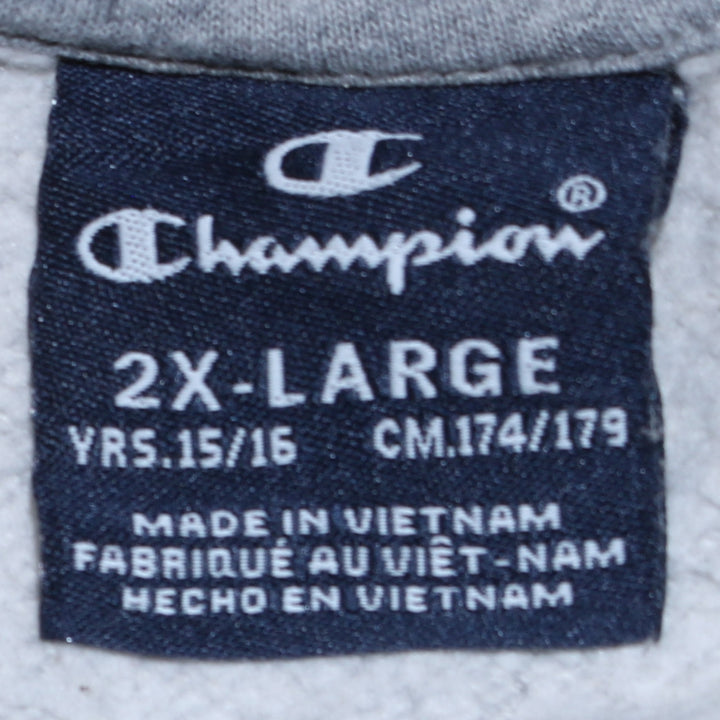 Champion®
2X-LARGE
YRS.15/16 CM.174/179
MADE IN VIETNAM
FABRIQUÉ AU VIÊT-NAM
HECHO EN VIETNAM